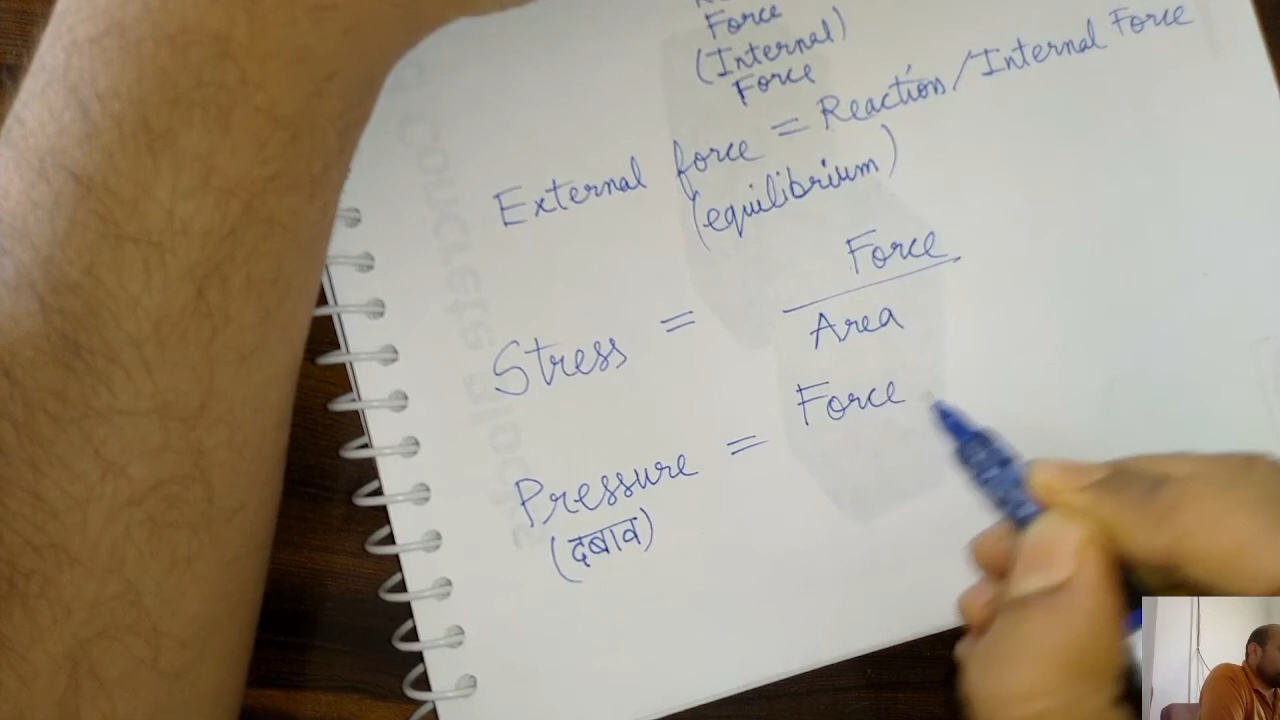 Force
(Internal)
Force
External force = Reaction/Internal Force
(equilibrium)
Stress = Force
Area
Pressure = Force
(दबाव)